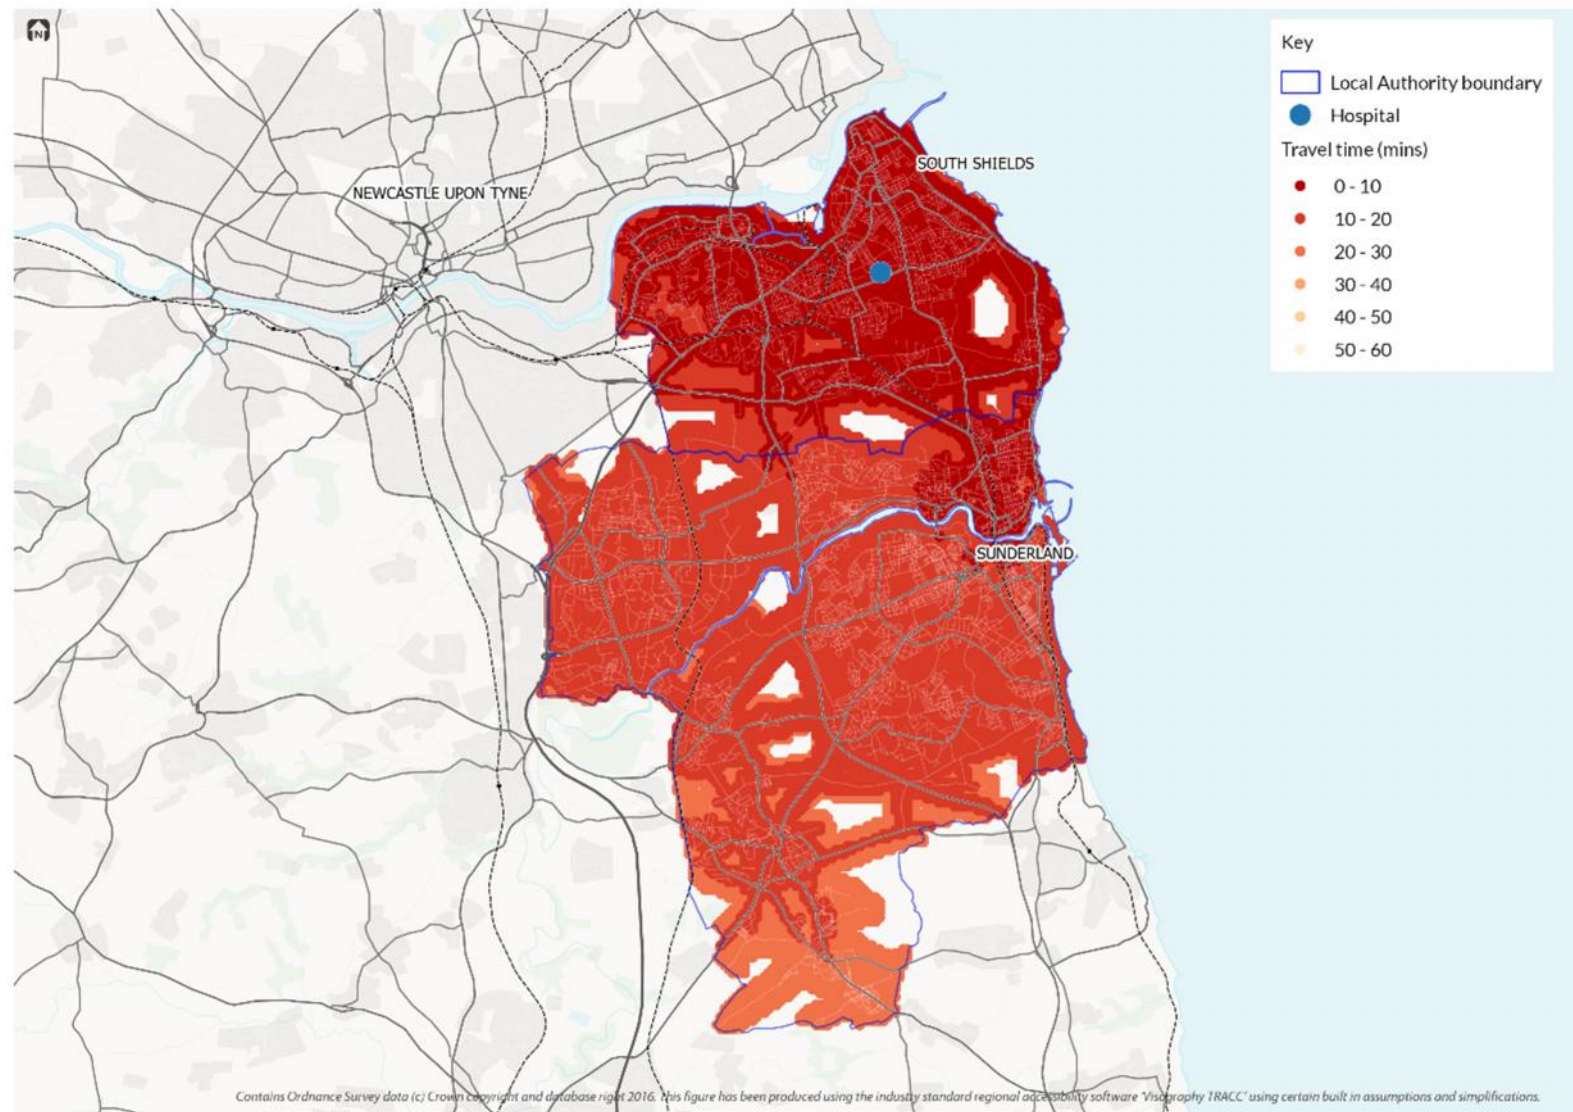 N
Key
Local Authority boundary
Hospital
Travel time (mins)
0 - 10
10 - 20
20 - 30
30 - 40
40 - 50
50 - 60
SOUTH SHIELDS
NEWCASTLE UPON TYNE
SUNDERLAND
Contains Ordnance Survey data (c) Crown copyright and database right 2016. This figure has been produced using the industry standard regional accessibility software 'Visography TRACC' using certain built in assumptions and simplifications.